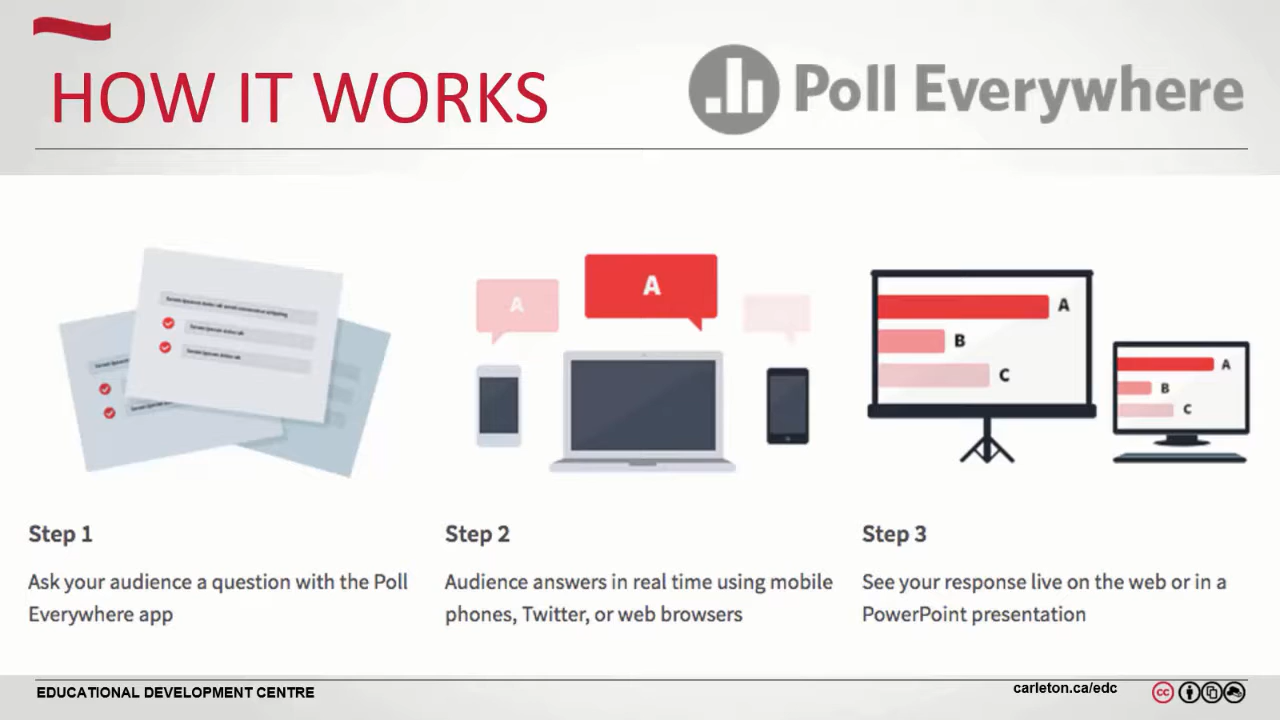 HOW IT WORKS
Poll Everywhere
A
A
A
B
C
A
B
C
Step 1
Ask your audience a question with the Poll
Everywhere app
Step 2
Audience answers in real time using mobile
phones, Twitter, or web browsers
Step 3
See your response live on the web or in a
PowerPoint presentation
EDUCATIONAL DEVELOPMENT CENTRE
carleton.ca/edc
cc